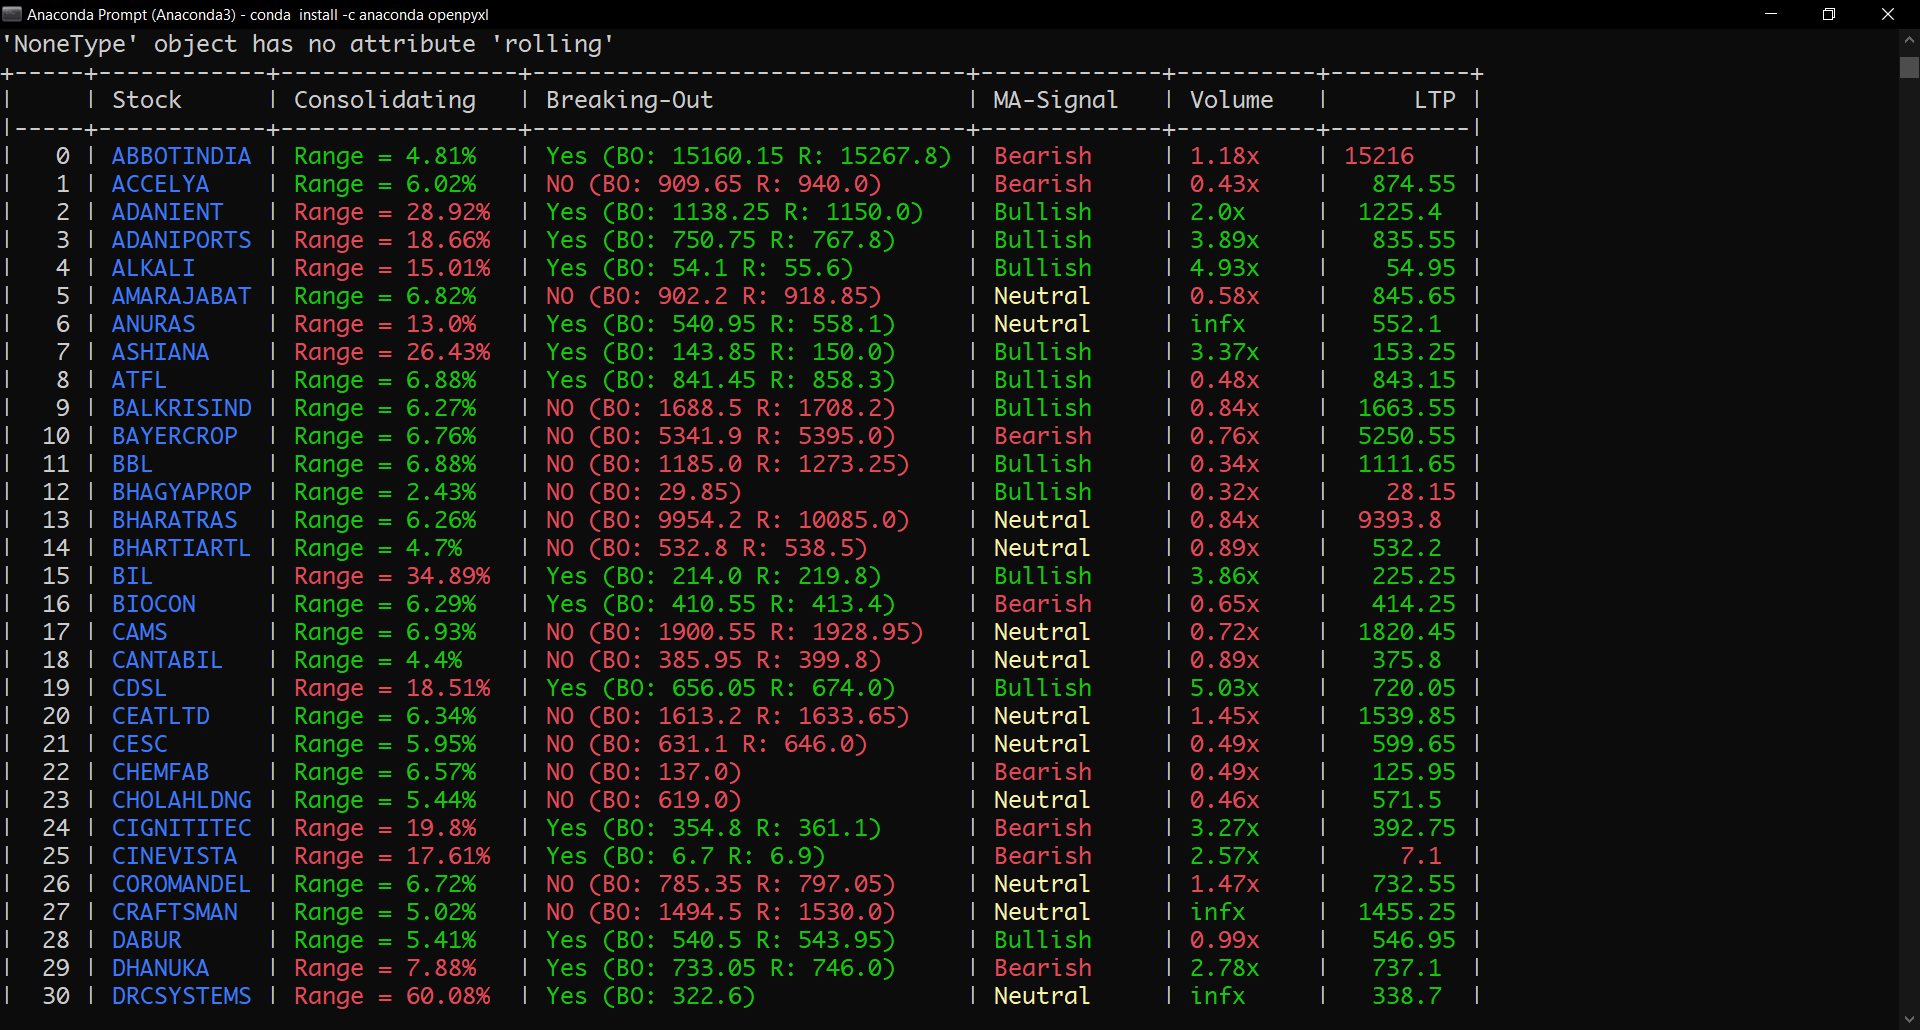 Anaconda Prompt (Anaconda3) - conda  install -c anaconda openpyxl
'NoneType' object has no attribute 'rolling'
+-----+------------+-----------------+-------------------------------+-------------+----------+----------+
|     | Stock      | Consolidating   | Breaking-Out                  | MA-Signal   | Volume   |      LTP |
|-----+------------+-----------------+-------------------------------+-------------+----------+----------|
|   0 | ABBOTINDIA | Range = 4.81%   | Yes (BO: 15160.15 R: 15267.8) | Bearish     | 1.18x    | 15216    |
|   1 | ACCELYA    | Range = 6.02%   | NO (BO: 909.65 R: 940.0)      | Bearish     | 0.43x    |   874.55 |
|   2 | ADANIENT   | Range = 28.92%  | Yes (BO: 1138.25 R: 1150.0)   | Bullish     | 2.0x     |  1225.4  |
|   3 | ADANIPORTS | Range = 18.66%  | Yes (BO: 750.75 R: 767.8)     | Bullish     | 3.89x    |   835.55 |
|   4 | ALKALI     | Range = 15.01%  | Yes (BO: 54.1 R: 55.6)        | Bullish     | 4.93x    |    54.95 |
|   5 | AMARAJABAT | Range = 6.82%   | NO (BO: 902.2 R: 918.85)      | Neutral     | 0.58x    |   845.65 |
|   6 | ANURAS     | Range = 13.0%   | Yes (BO: 540.95 R: 558.1)     | Neutral     | infx     |   552.1  |
|   7 | ASHIANA    | Range = 26.43%  | Yes (BO: 143.85 R: 150.0)     | Bullish     | 3.37x    |   153.25 |
|   8 | ATFL       | Range = 6.88%   | Yes (BO: 841.45 R: 858.3)     | Bullish     | 0.48x    |   843.15 |
|   9 | BALKRISIND | Range = 6.27%   | NO (BO: 1688.5 R: 1708.2)     | Bullish     | 0.84x    |  1663.55 |
|  10 | BAYERCROP  | Range = 6.76%   | NO (BO: 5341.9 R: 5395.0)     | Bearish     | 0.76x    |  5250.55 |
|  11 | BBL        | Range = 6.88%   | NO (BO: 1185.0 R: 1273.25)    | Bullish     | 0.34x    |  1111.65 |
|  12 | BHAGYAPROP | Range = 2.43%   | NO (BO: 29.85)                | Bullish     | 0.32x    |    28.15 |
|  13 | BHARATRAS  | Range = 6.26%   | NO (BO: 9954.2 R: 10085.0)    | Neutral     | 0.84x    |  9393.8  |
|  14 | BHARTIARTL | Range = 4.7%    | NO (BO: 532.8 R: 538.5)       | Neutral     | 0.89x    |   532.2  |
|  15 | BIL        | Range = 34.89%  | Yes (BO: 214.0 R: 219.8)      | Bullish     | 3.86x    |   225.25 |
|  16 | BIOCON     | Range = 6.29%   | Yes (BO: 410.55 R: 413.4)     | Bearish     | 0.65x    |   414.25 |
|  17 | CAMS       | Range = 6.93%   | NO (BO: 1900.55 R: 1928.95)   | Neutral     | 0.72x    |  1820.45 |
|  18 | CANTABIL   | Range = 4.4%    | NO (BO: 385.95 R: 399.8)      | Neutral     | 0.89x    |   375.8  |
|  19 | CDSL       | Range = 18.51%  | Yes (BO: 656.05 R: 674.0)     | Bullish     | 5.03x    |   720.05 |
|  20 | CEATLTD    | Range = 6.34%   | NO (BO: 1613.2 R: 1633.65)    | Neutral     | 1.45x    |  1539.85 |
|  21 | CESC       | Range = 5.95%   | NO (BO: 631.1 R: 646.0)       | Neutral     | 0.49x    |   599.65 |
|  22 | CHEMFAB    | Range = 6.57%   | NO (BO: 137.0)                | Bearish     | 0.49x    |   125.95 |
|  23 | CHOLAHLDNG | Range = 5.44%   | NO (BO: 619.0)                | Neutral     | 0.46x    |   571.5  |
|  24 | CIGNITITEC | Range = 19.8%   | Yes (BO: 354.8 R: 361.1)      | Bearish     | 3.27x    |   392.75 |
|  25 | CINEVISTA  | Range = 17.61%  | Yes (BO: 6.7 R: 6.9)          | Bearish     | 2.57x    |     7.1  |
|  26 | COROMANDEL | Range = 6.72%   | NO (BO: 785.35 R: 797.05)     | Neutral     | 1.47x    |   732.55 |
|  27 | CRAFTSMAN  | Range = 5.02%   | NO (BO: 1494.5 R: 1530.0)     | Neutral     | infx     |  1455.25 |
|  28 | DABUR      | Range = 5.41%   | Yes (BO: 540.5 R: 543.95)     | Bullish     | 0.99x    |   546.95 |
|  29 | DHANUKA    | Range = 7.88%   | Yes (BO: 733.05 R: 746.0)     | Bearish     | 2.78x    |   737.1  |
|  30 | DRCSYSTEMS | Range = 60.08%  | Yes (BO: 322.6)               | Neutral     | infx     |   338.7  |